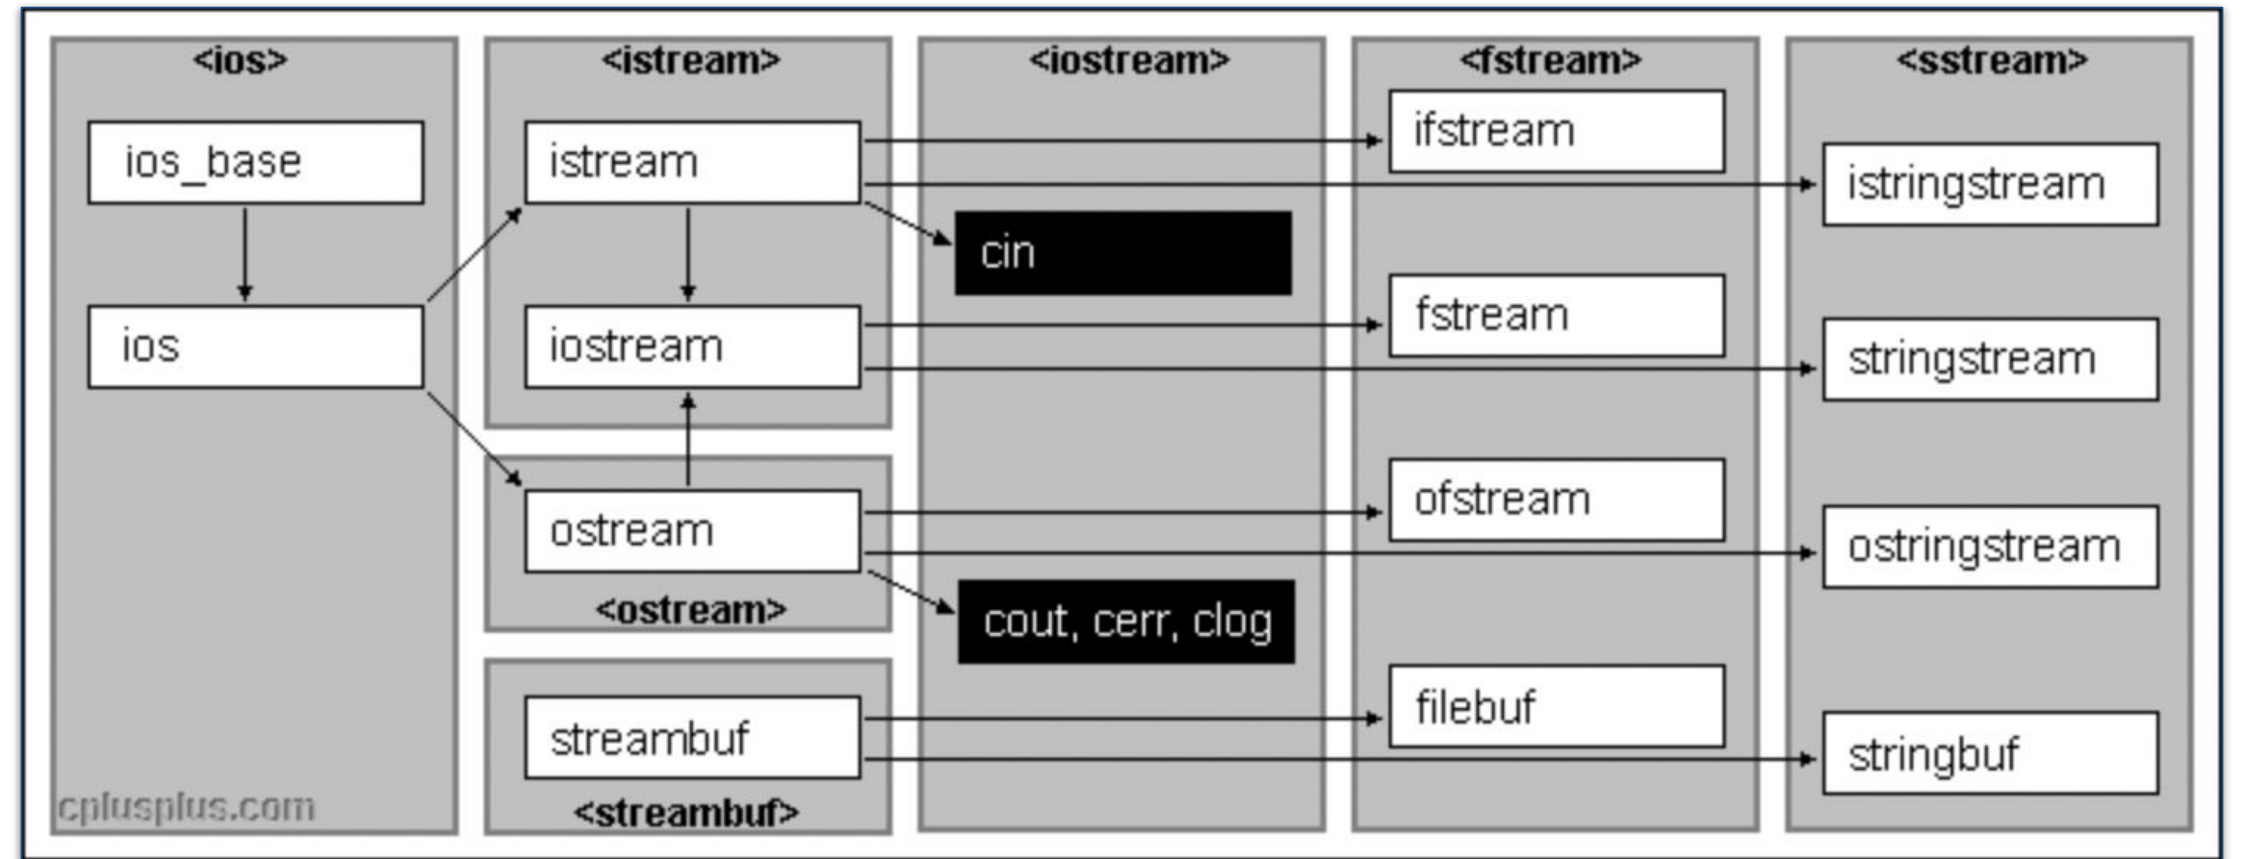 <ios>
ios_base
ios
cplusplus.com
<istream>
istream
iostream
ostream
<ostream>
streambuf
<streambuf>
<iostream>
cin
cout, cerr, clog
<fstream>
ifstream
fstream
ofstream
filebuf
<sstream>
istringstream
stringstream
ostringstream
stringbuf